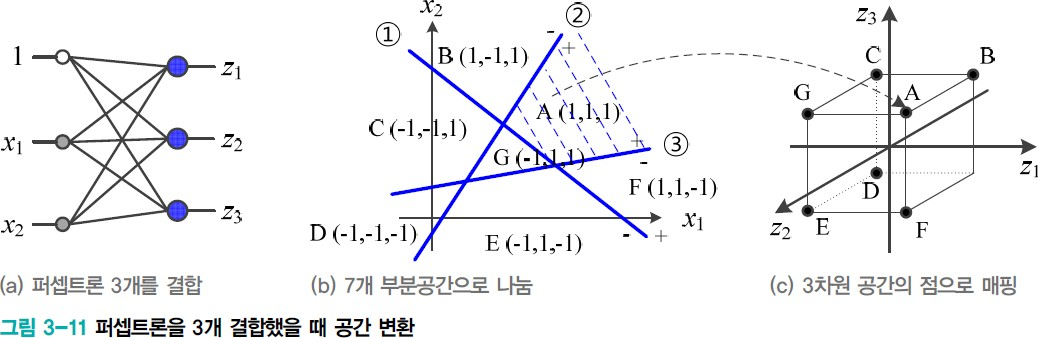 1
x1
x2
z1
z2
z3
(a) 퍼셉트론 3개를 결합
x2
①
②
-
+
B (1,-1,1)
A (1,1,1)
C (-1,-1,1)
G (-1,1,1)
+
-
③
F (1,1,-1)
x1
D (-1,-1,-1)
E (-1,1,-1)
-
+
(b) 7개 부분공간으로 나눔
z3
C
B
G
A
z1
D
z2
E
F
(c) 3차원 공간의 점으로 매핑
그림 3-11 퍼셉트론을 3개 결합했을 때 공간 변환